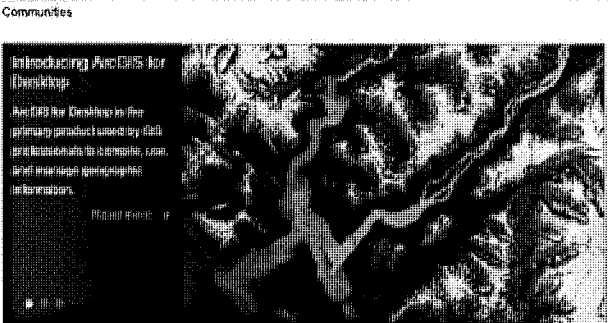 Communities
Introducing ArcGIS for
Desktop
ArcGIS for Desktop is the
primary product used by GIS
professionals to compile, use,
and manage geographic
information.